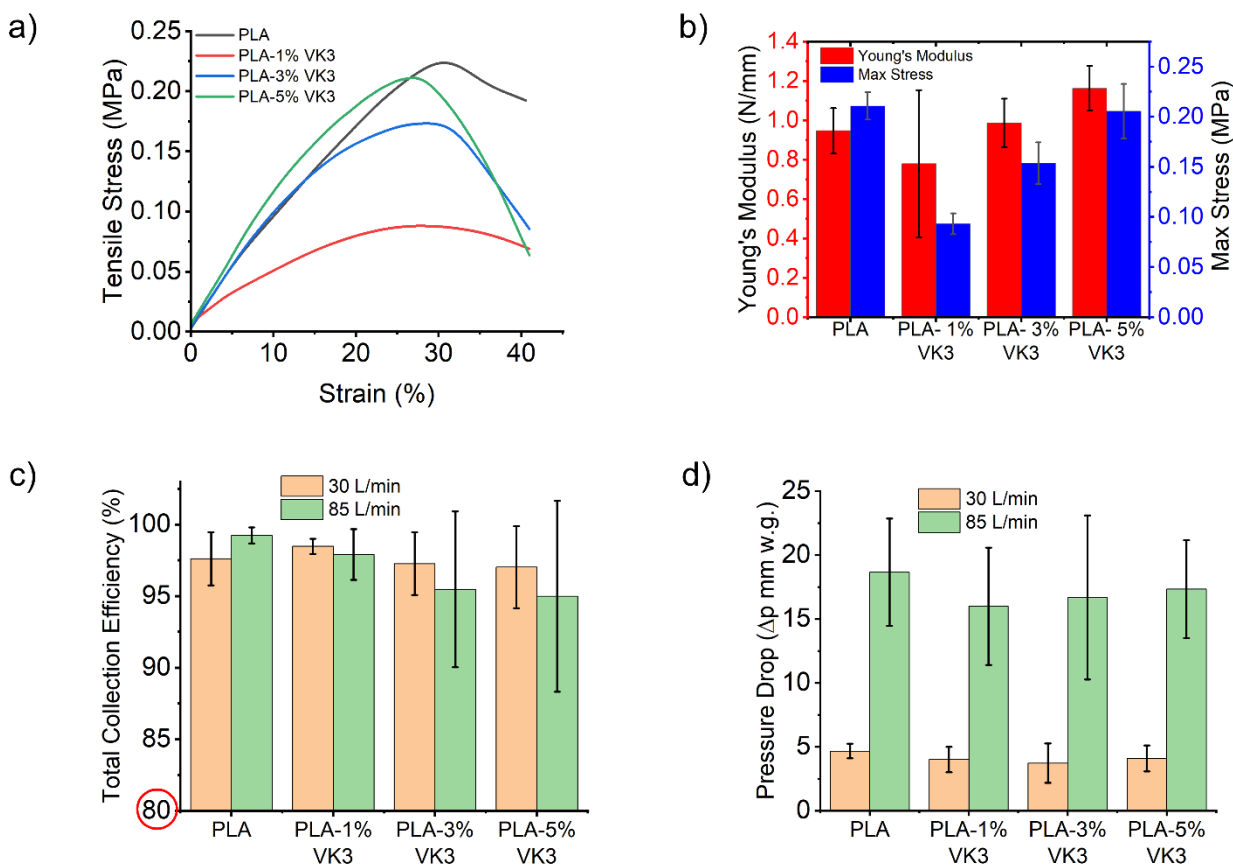 a)
PLA
PLA-1% VK3
PLA-3% VK3
PLA-5% VK3
0.25
0.20
0.15
0.10
0.05
0.00
Tensile Stress (MPa)
0 10 20 30 40
Strain (%)
b)
Young's Modulus
Max Stress
1.4
1.2
1.0
0.8
0.6
0.4
0.2
0.0
Young's Modulus (N/mm)
0.25
0.20
0.15
0.10
0.05
0.00
Max Stress (MPa)
PLA PLA- 1% PLA- 3% PLA- 5%
VK3 VK3 VK3
c)
30 L/min
85 L/min
100
95
90
85
80
Total Collection Efficiency (%)
PLA PLA-1% PLA-3% PLA-5%
VK3 VK3 VK3
d)
30 L/min
85 L/min
25
20
15
10
5
0
Pressure Drop (Δp mm w.g.)
PLA PLA-1% PLA-3% PLA-5%
VK3 VK3 VK3